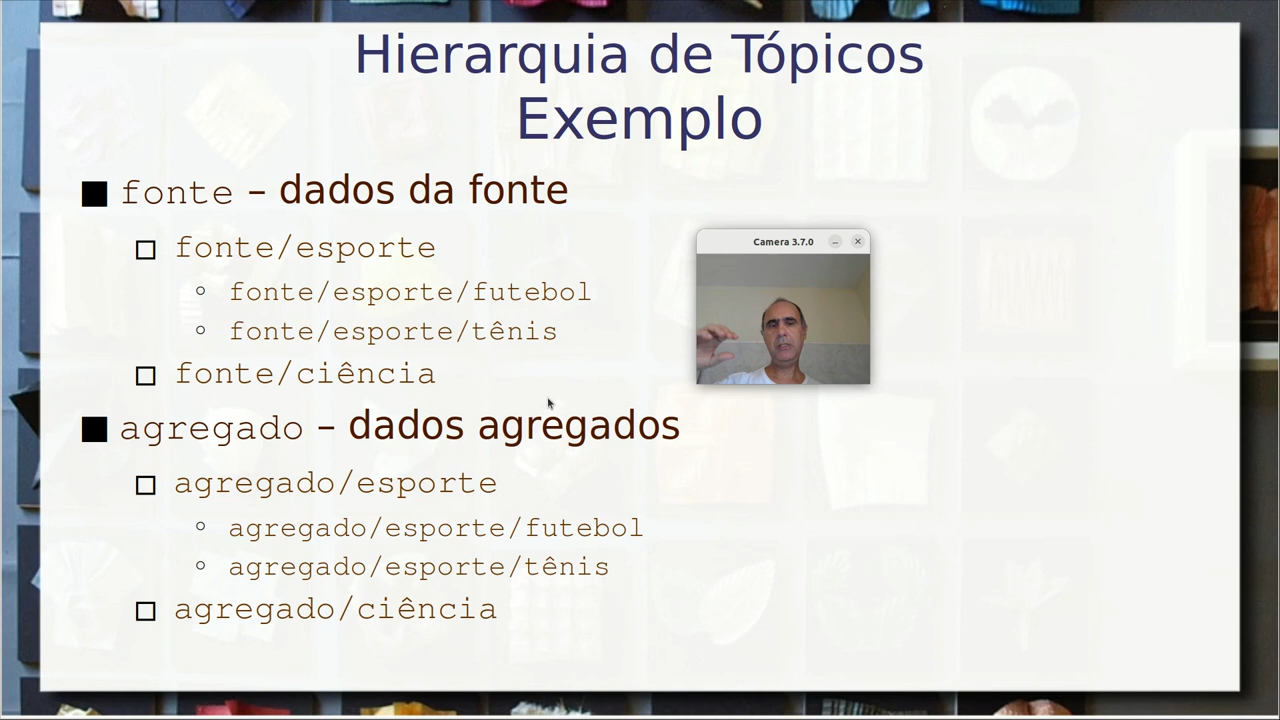 Hierarquia de Tópicos
Exemplo
fonte – dados da fonte
fonte/esporte
fonte/esporte/futebol
fonte/esporte/tênis
fonte/ciência
Camera 3.7.0
agregado – dados agregados
agregado/esporte
agregado/esporte/futebol
agregado/esporte/tênis
agregado/ciência